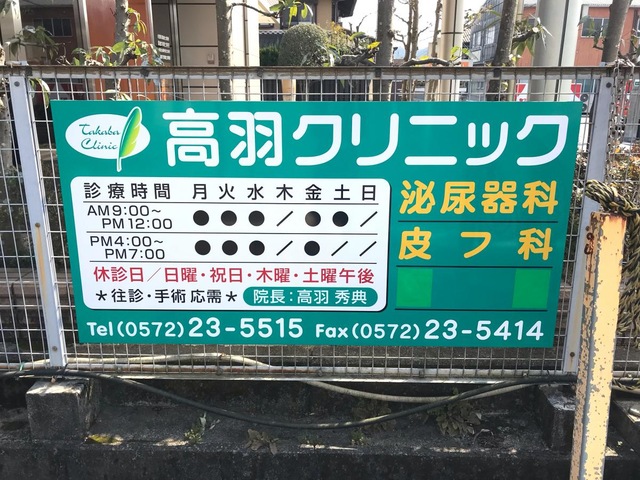 Takaba
Clinic
高羽クリニック
診療時間 月 火 水 木 金 土 日
AM9:00~
PM12:00 ● ● ● / ● ● /
PM4:00~
PM7:00 ● ● ● / ● / /
休診日/日曜・祝日・木曜・土曜午後
*往診・手術 応需* 院長:高羽 秀典
泌尿器科
皮フ科
Tel(0572)23-5515 Fax(0572)23-5414